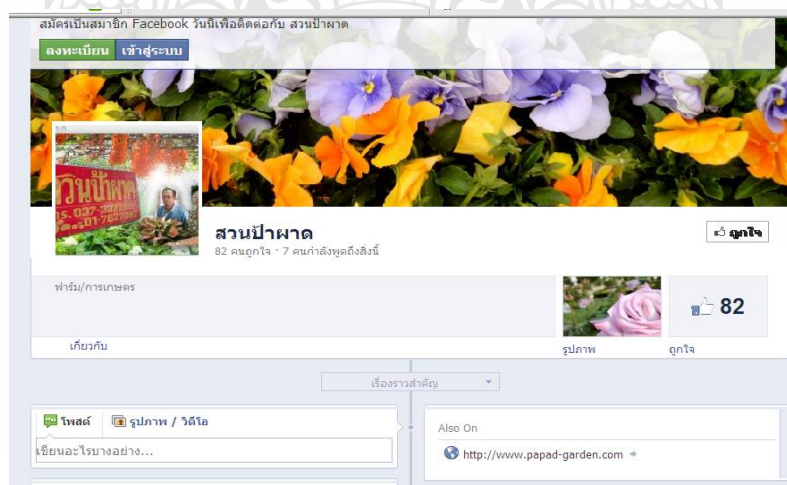 สมัครเป็นสมาชิก Facebook วันนี้เพื่อติดต่อกับ สวนป้าผาด
ลงทะเบียน เข้าสู่ระบบ
สวนป้าผาด
สวนป้าผาด
82 คนถูกใจ · 7 คนกำลังพูดถึงสิ่งนี้
ถูกใจ
ฟาร์ม/การเกษตร
82
เกี่ยวกับ
รูปภาพ
ถูกใจ
เรื่องราวสำคัญ
โพสต์ รูปภาพ / วิดีโอ
เขียนอะไรบางอย่าง...
Also On
http://www.papad-garden.com